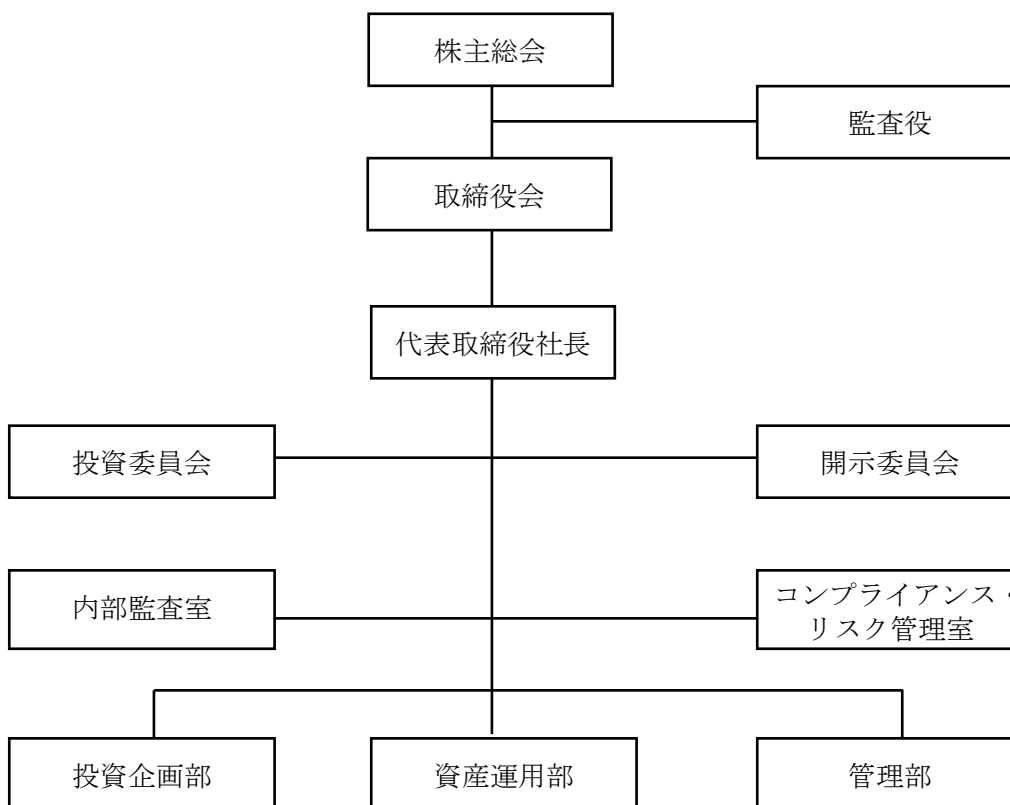 株主総会
監査役
取締役会
代表取締役社長
投資委員会
開示委員会
内部監査室
コンプライアンス・
リスク管理室
投資企画部
資産運用部
管理部